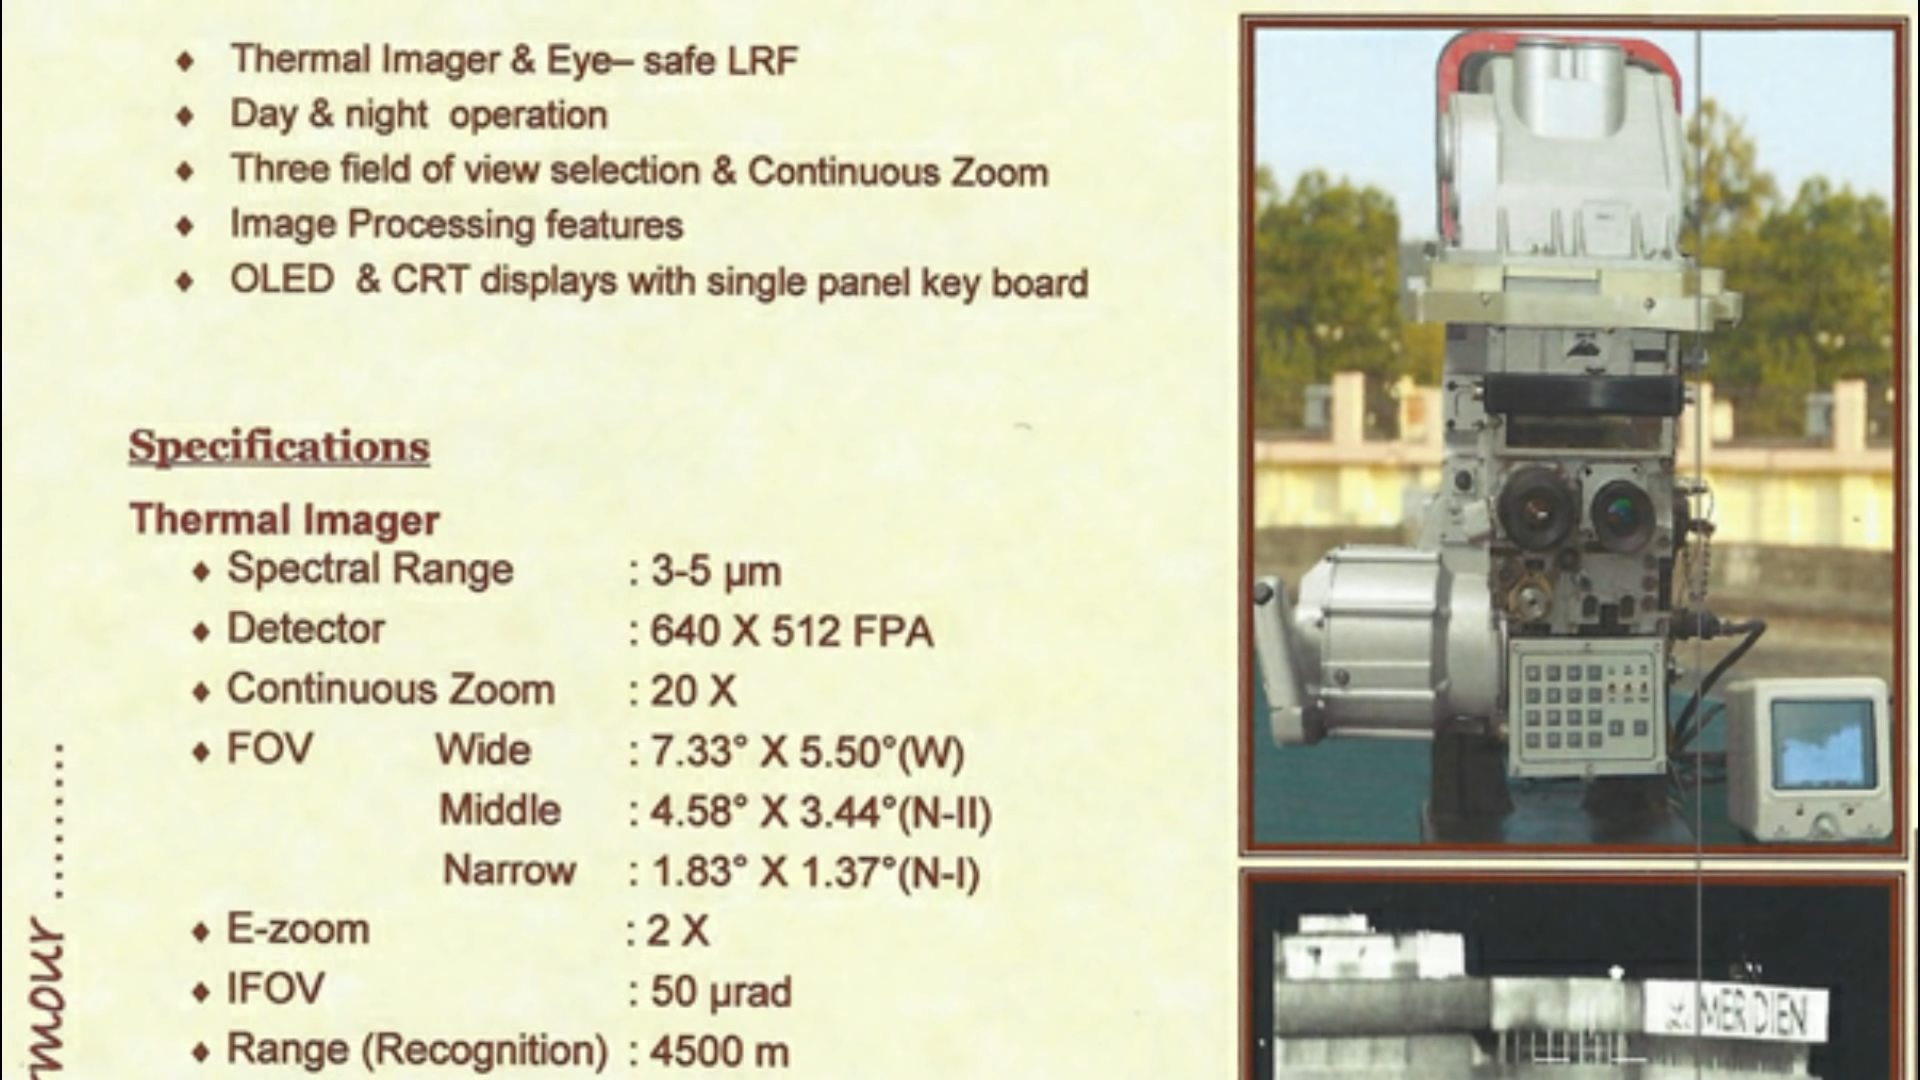 ♦ Thermal Imager & Eye– safe LRF
♦ Day & night operation
♦ Three field of view selection & Continuous Zoom
♦ Image Processing features
♦ OLED & CRT displays with single panel key board
Specifications
Thermal Imager
♦ Spectral Range : 3-5 µm
♦ Detector : 640 X 512 FPA
♦ Continuous Zoom : 20 X
♦ FOV Wide : 7.33° X 5.50°(W)
Middle : 4.58° X 3.44°(N-II)
Narrow : 1.83° X 1.37°(N-I)
♦ E-zoom : 2 X
♦ IFOV : 50 µrad
♦ Range (Recognition) : 4500 m
MERIDIEN